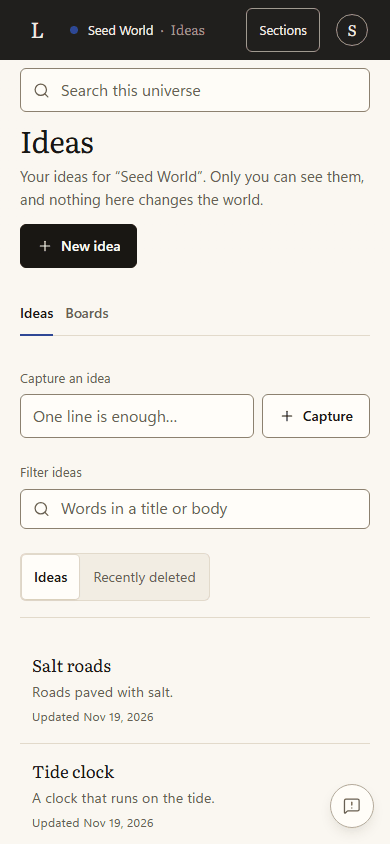 L Seed World · Ideas Sections S
Search this universe
Ideas
Your ideas for “Seed World”. Only you can see them,
and nothing here changes the world.
New idea
Ideas Boards
Capture an idea
One line is enough... Capture
Filter ideas
Words in a title or body
Ideas Recently deleted
Salt roads
Roads paved with salt.
Updated Nov 19, 2026
Tide clock
A clock that runs on the tide.
Updated Nov 19, 2026